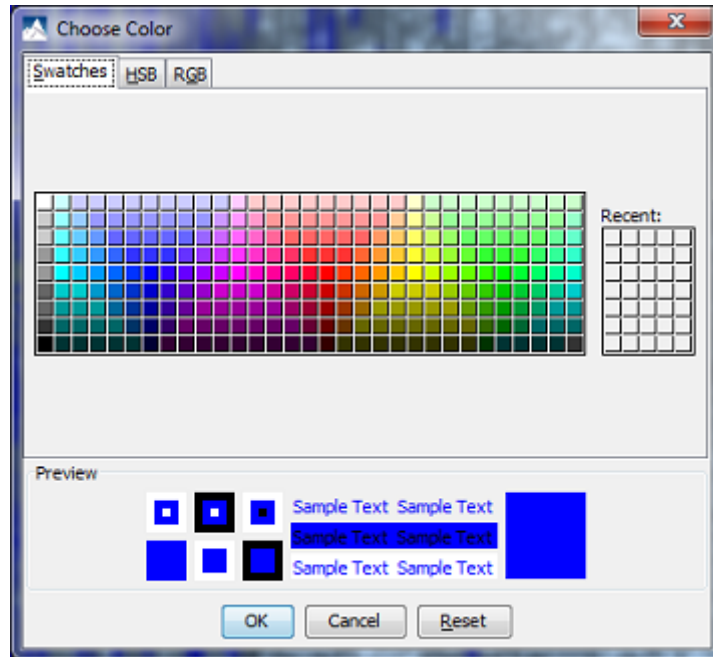 Choose Color
Swatches HSB RGB
Recent:
Preview
Sample Text Sample Text
Sample Text Sample Text
Sample Text Sample Text
OK Cancel Reset